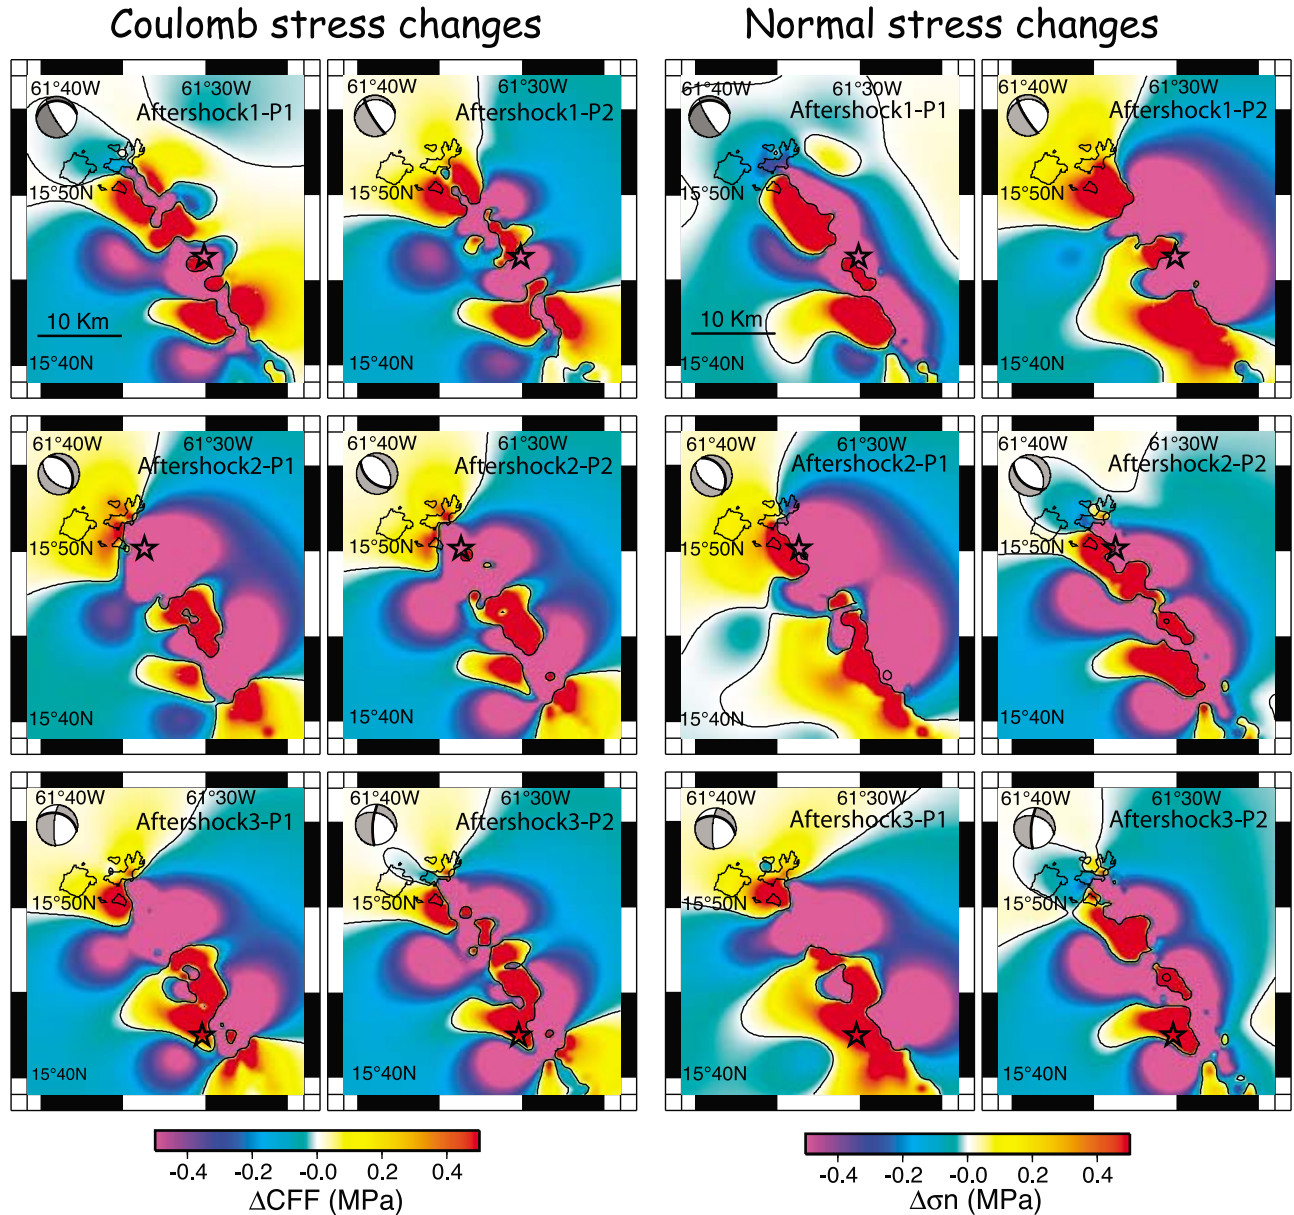 Coulomb stress changes
Normal stress changes
61°40W 61°30W
Aftershock1-P1
15°50N
10 Km
15°40N
61°40W 61°30W
Aftershock1-P2
15°50N
15°40N
61°40W 61°30W
Aftershock1-P1
15°50N
10 Km
15°40N
61°40W 61°30W
Aftershock1-P2
15°50N
15°40N
61°40W 61°30W
Aftershock2-P1
15°50N
15°40N
61°40W 61°30W
Aftershock2-P2
15°50N
15°40N
61°40W 61°30W
Aftershock2-P1
15°50N
15°40N
61°40W 61°30W
Aftershock2-P2
15°50N
15°40N
61°40W 61°30W
Aftershock3-P1
15°50N
15°40N
61°40W 61°30W
Aftershock3-P2
15°50N
15°40N
61°40W 61°30W
Aftershock3-P1
15°50N
15°40N
61°40W 61°30W
Aftershock3-P2
15°50N
15°40N
-0.4 -0.2 -0.0 0.2 0.4
ΔCFF (MPa)
-0.4 -0.2 -0.0 0.2 0.4
Δσn (MPa)